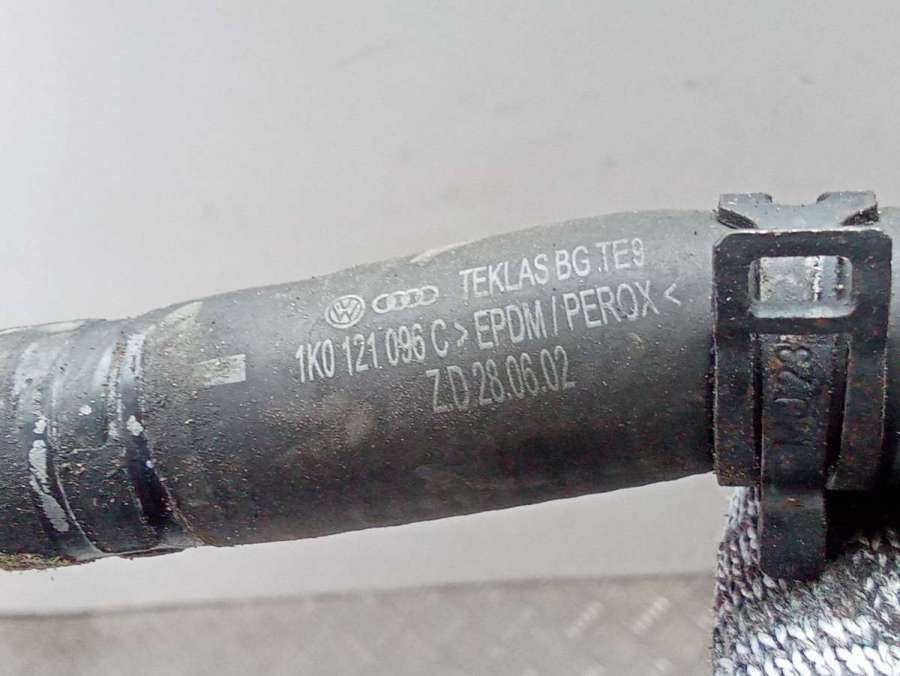 TEKLAS BG .TE9
1K0 121 096 C > EPDM / PEROX <
Z.D 28.06.02